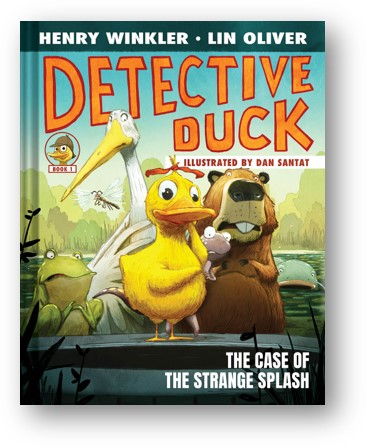 HENRY WINKLER • LIN OLIVER
DETECTIVE
DUCK
ILLUSTRATED BY DAN SANTAT
BOOK 1
THE CASE OF
THE STRANGE SPLASH